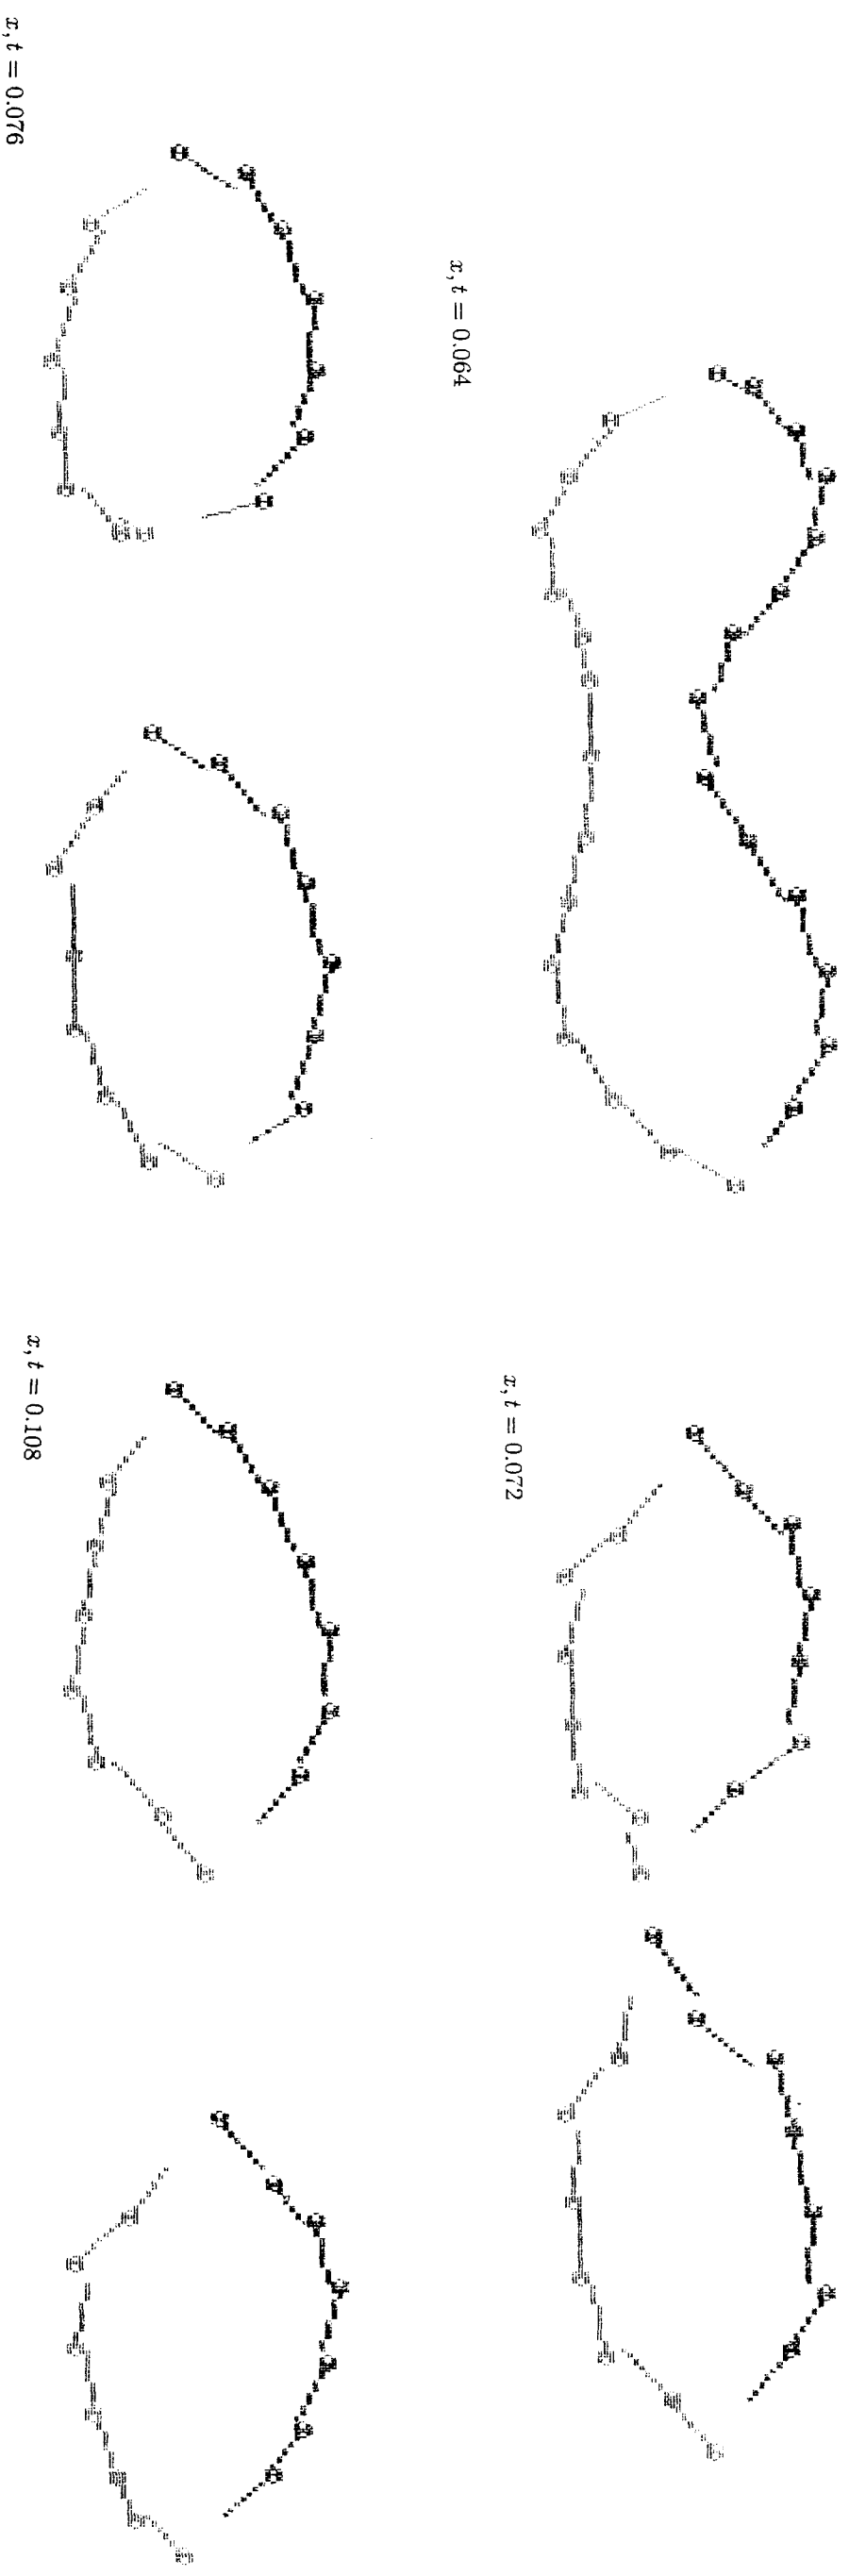 x, t = 0.064
x, t = 0.072
x, t = 0.076
x, t = 0.108